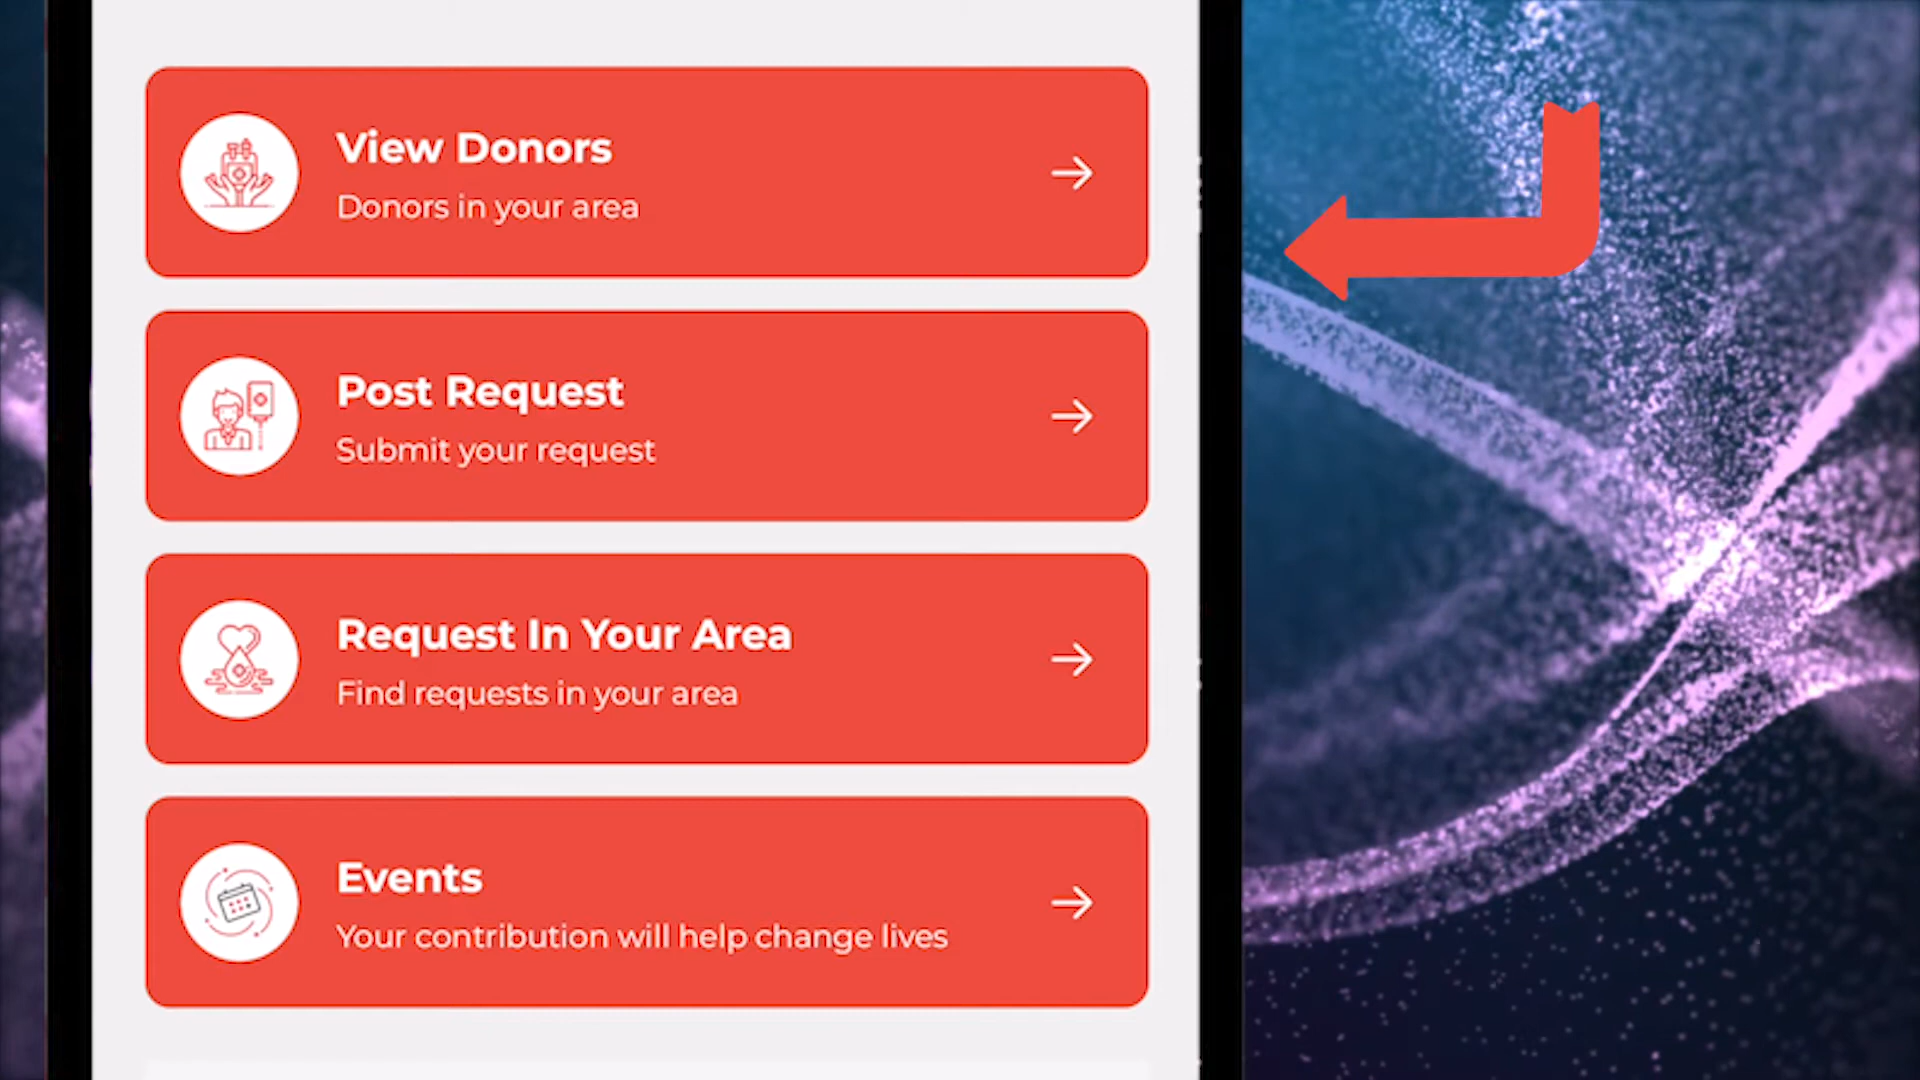 View Donors
Donors in your area
Post Request
Submit your request
Request In Your Area
Find requests in your area
Events
Your contribution will help change lives